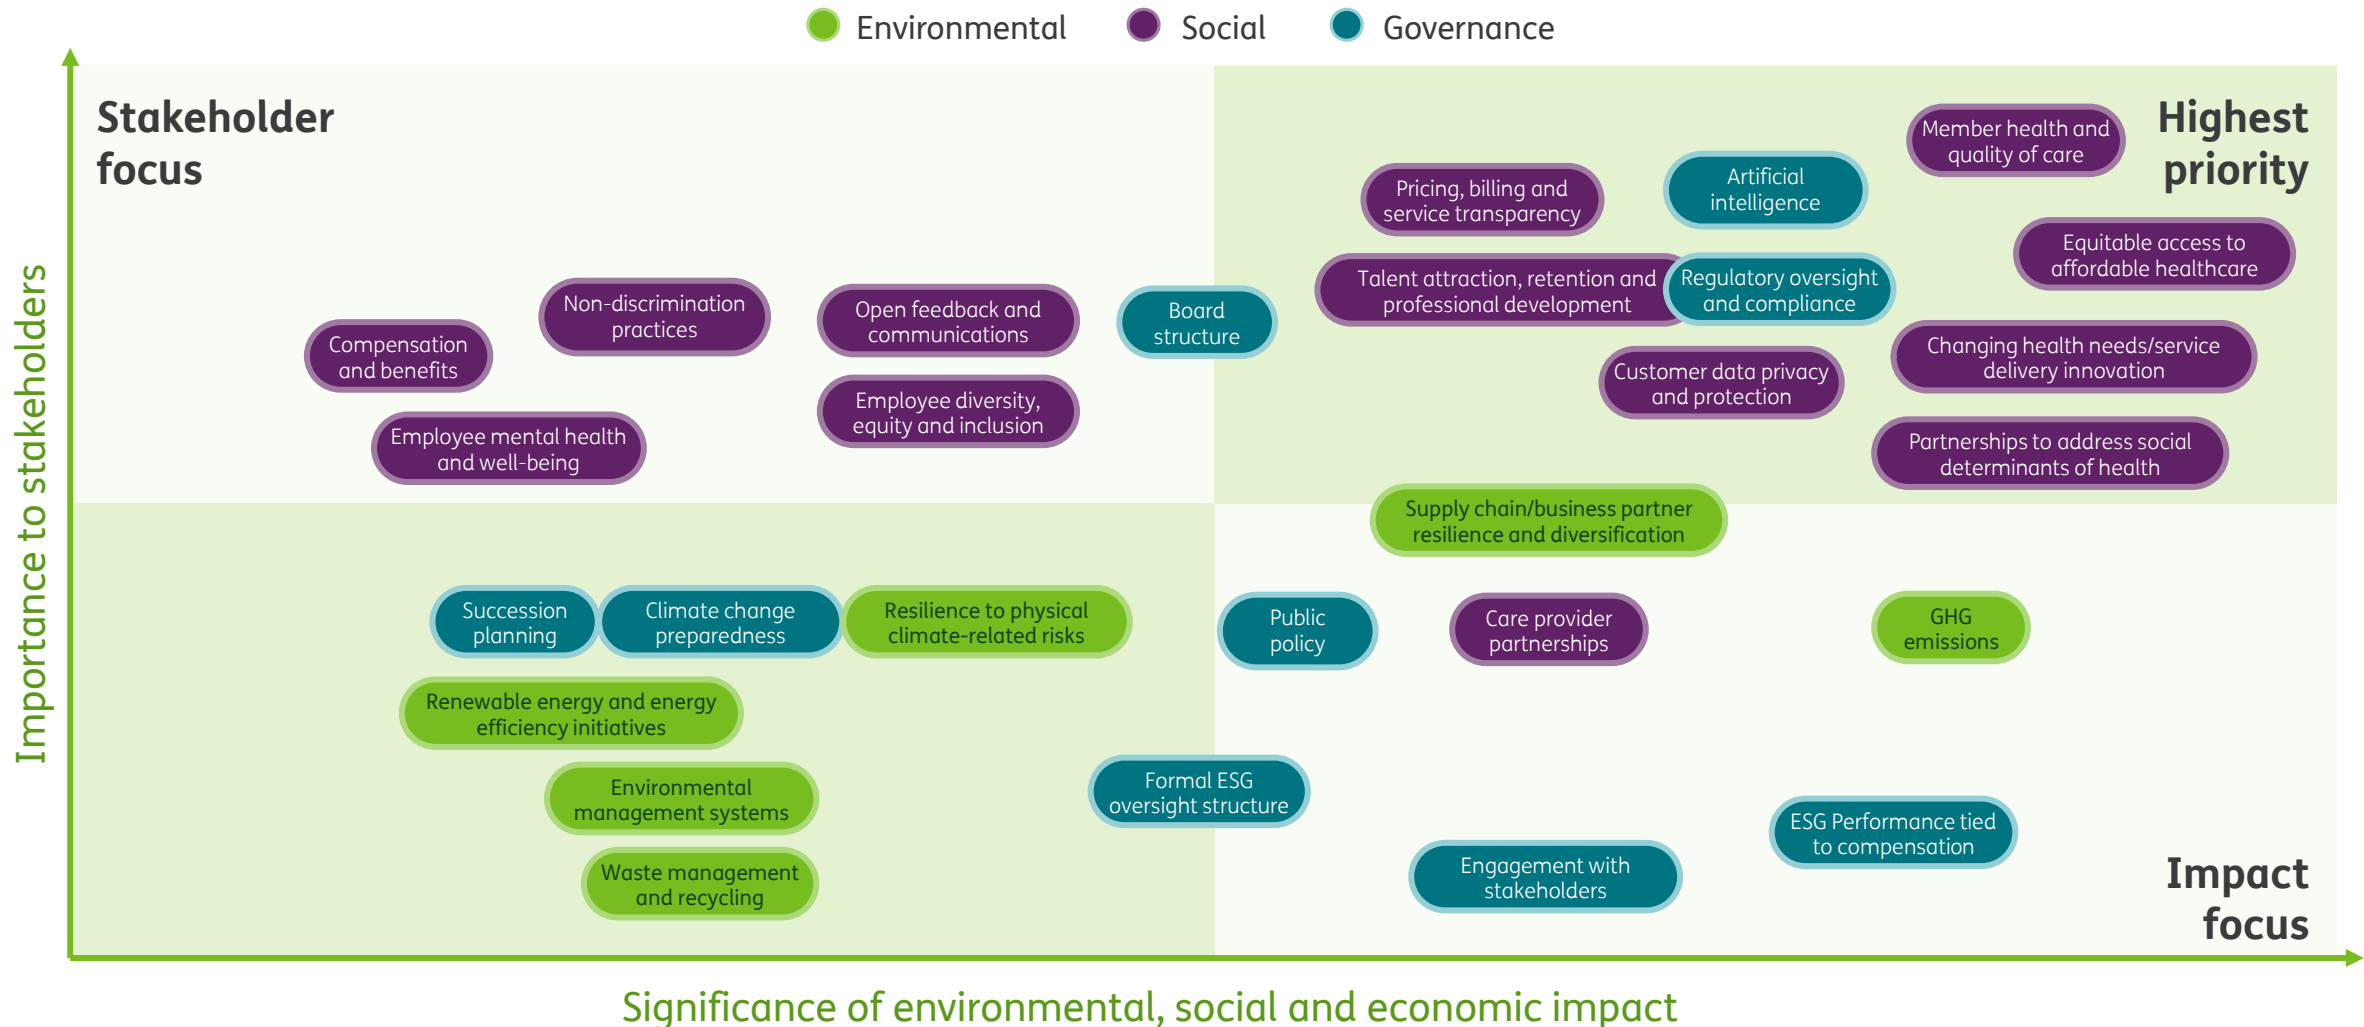 Environmental
Social
Governance
Importance to stakeholders
Stakeholder
focus
Highest
priority
Member health and
quality of care
Pricing, billing and
service transparency
Artificial
intelligence
Equitable access to
affordable healthcare
Talent attraction, retention and
professional development
Regulatory oversight
and compliance
Non-discrimination
practices
Open feedback and
communications
Board
structure
Compensation
and benefits
Changing health needs/service
delivery innovation
Customer data privacy
and protection
Employee diversity,
equity and inclusion
Employee mental health
and well-being
Partnerships to address social
determinants of health
Supply chain/business partner
resilience and diversification
Succession
planning
Climate change
preparedness
Resilience to physical
climate-related risks
Public
policy
Care provider
partnerships
GHG
emissions
Renewable energy and energy
efficiency initiatives
Environmental
management systems
Formal ESG
oversight structure
ESG Performance tied
to compensation
Waste management
and recycling
Engagement with
stakeholders
Impact
focus
Significance of environmental, social and economic impact